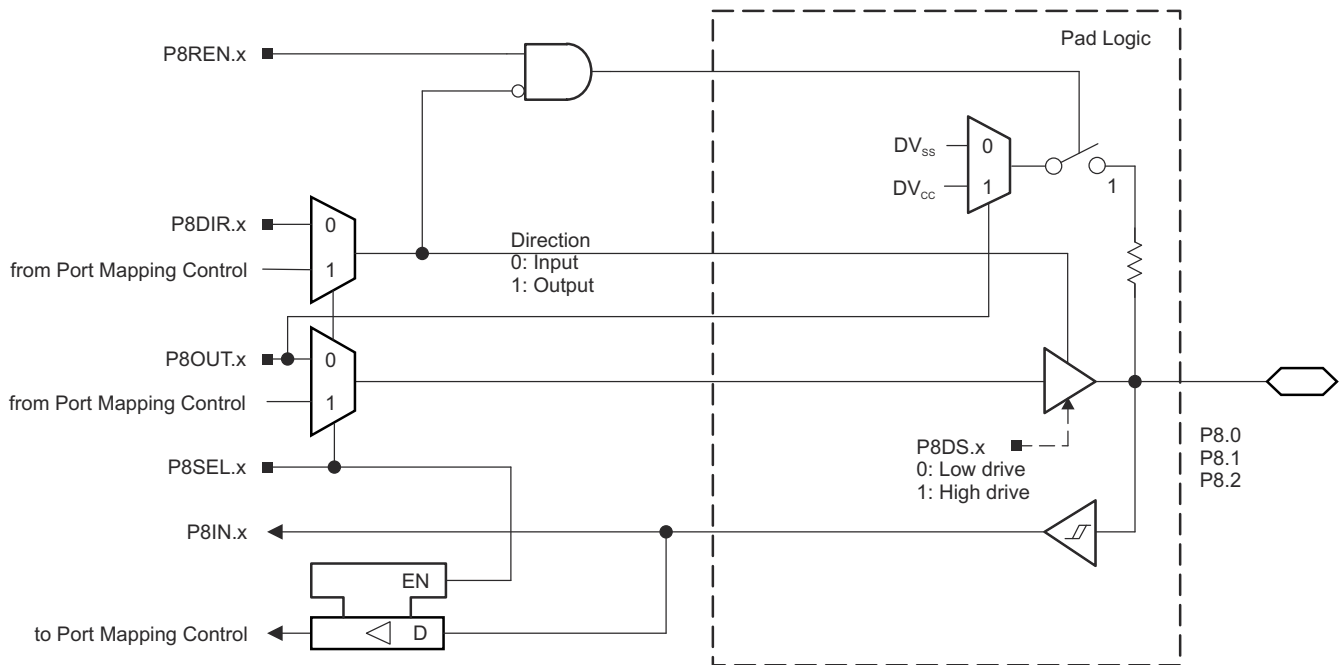 Pad Logic
P8REN.x
DVss
0
DVcc
1
1
P8DIR.x
0
from Port Mapping Control
1
Direction
0: Input
1: Output
P8OUT.x
0
from Port Mapping Control
1
P8SEL.x
P8DS.x
0: Low drive
1: High drive
P8.0
P8.1
P8.2
P8IN.x
EN
to Port Mapping Control
D